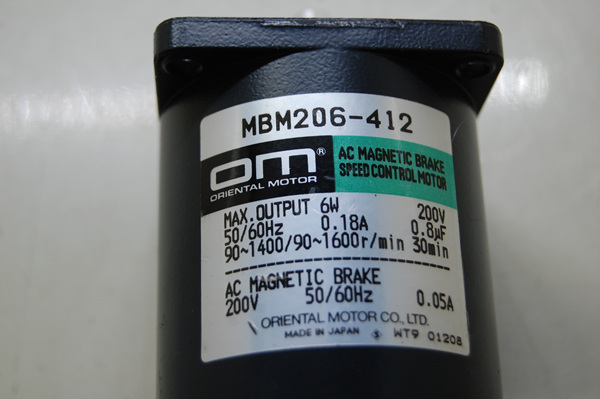 MBM206-412
om®
ORIENTAL MOTOR
AC MAGNETIC BRAKE
SPEED CONTROL MOTOR
MAX.OUTPUT 6W 200V
50/60Hz 0.18A 0.8μF
90~1400/90~1600r/min 30min
AC MAGNETIC BRAKE
200V 50/60Hz 0.05A
ORIENTAL MOTOR CO., LTD.
MADE IN JAPAN Ⓢ WT9 01208